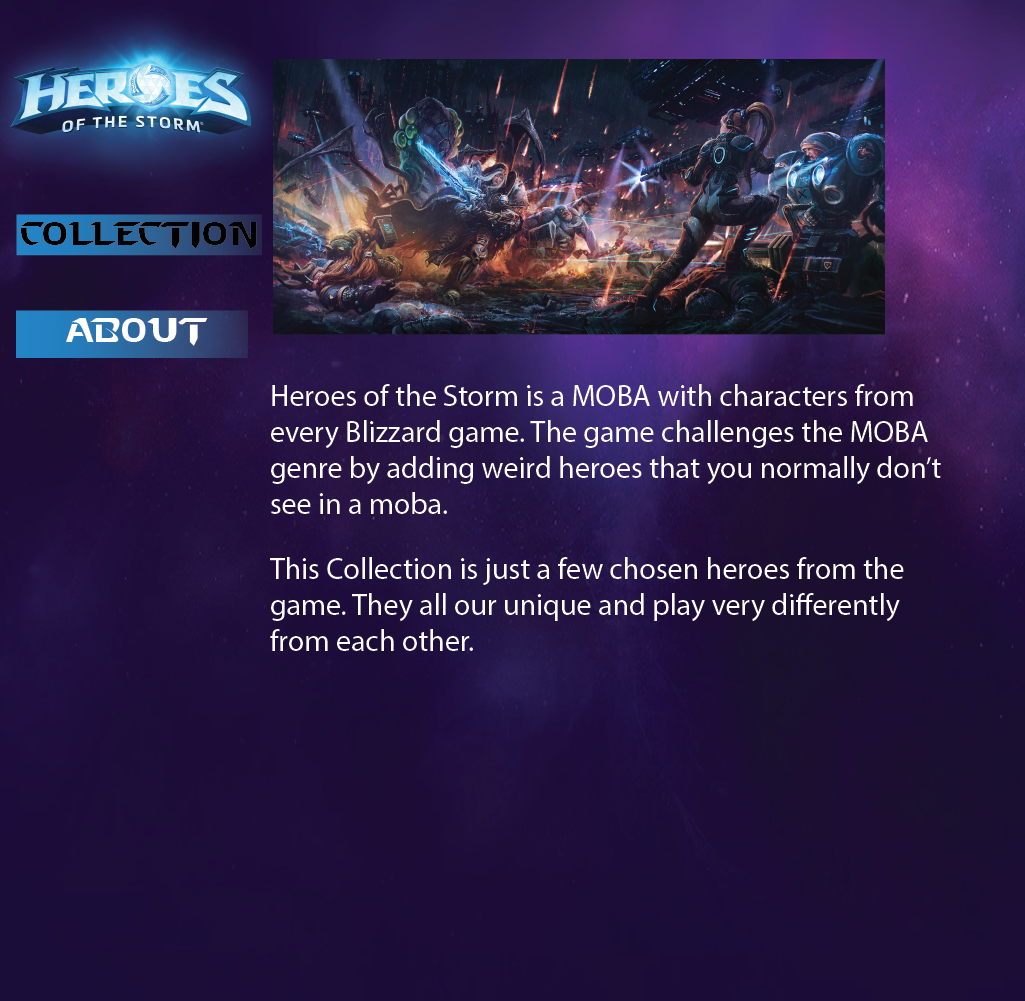 HEROES
OF THE STORM
COLLECTION
ABOUT
Heroes of the Storm is a MOBA with characters from
every Blizzard game. The game challenges the MOBA
genre by adding weird heroes that you normally don’t
see in a moba.
This Collection is just a few chosen heroes from the
game. They all our unique and play very differently
from each other.